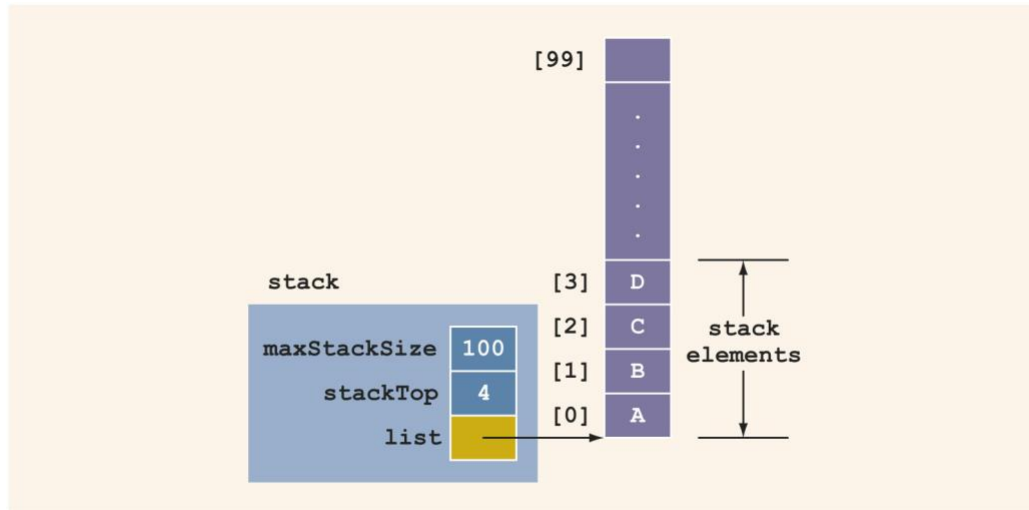 [99]
.
.
.
.
.
stack
[3] D
[2] C
[1] B
[0] A
stack
elements
maxStackSize 100
stackTop 4
list